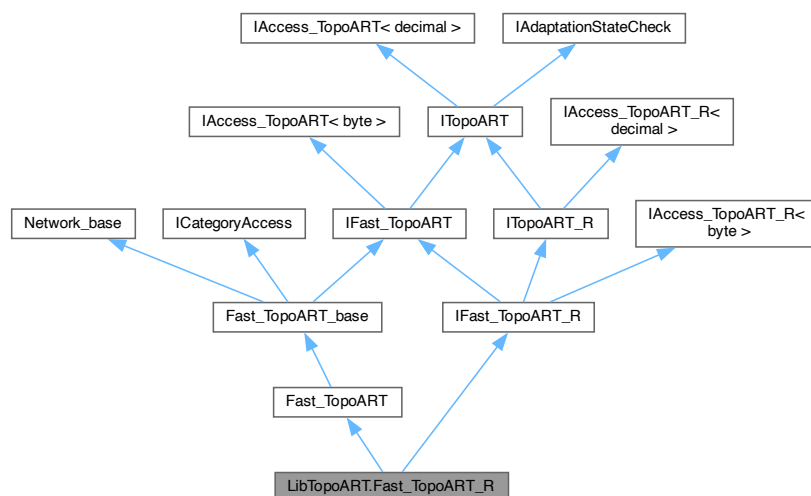 IAccess_TopoART< decimal >
IAdaptationStateCheck
IAccess_TopoART< byte >
ITopoART
IAccess_TopoART_R<
decimal >
Network_base
ICategoryAccess
IFast_TopoART
ITopoART_R
IAccess_TopoART_R<
byte >
Fast_TopoART_base
IFast_TopoART_R
Fast_TopoART
LibTopoART.Fast_TopoART_R